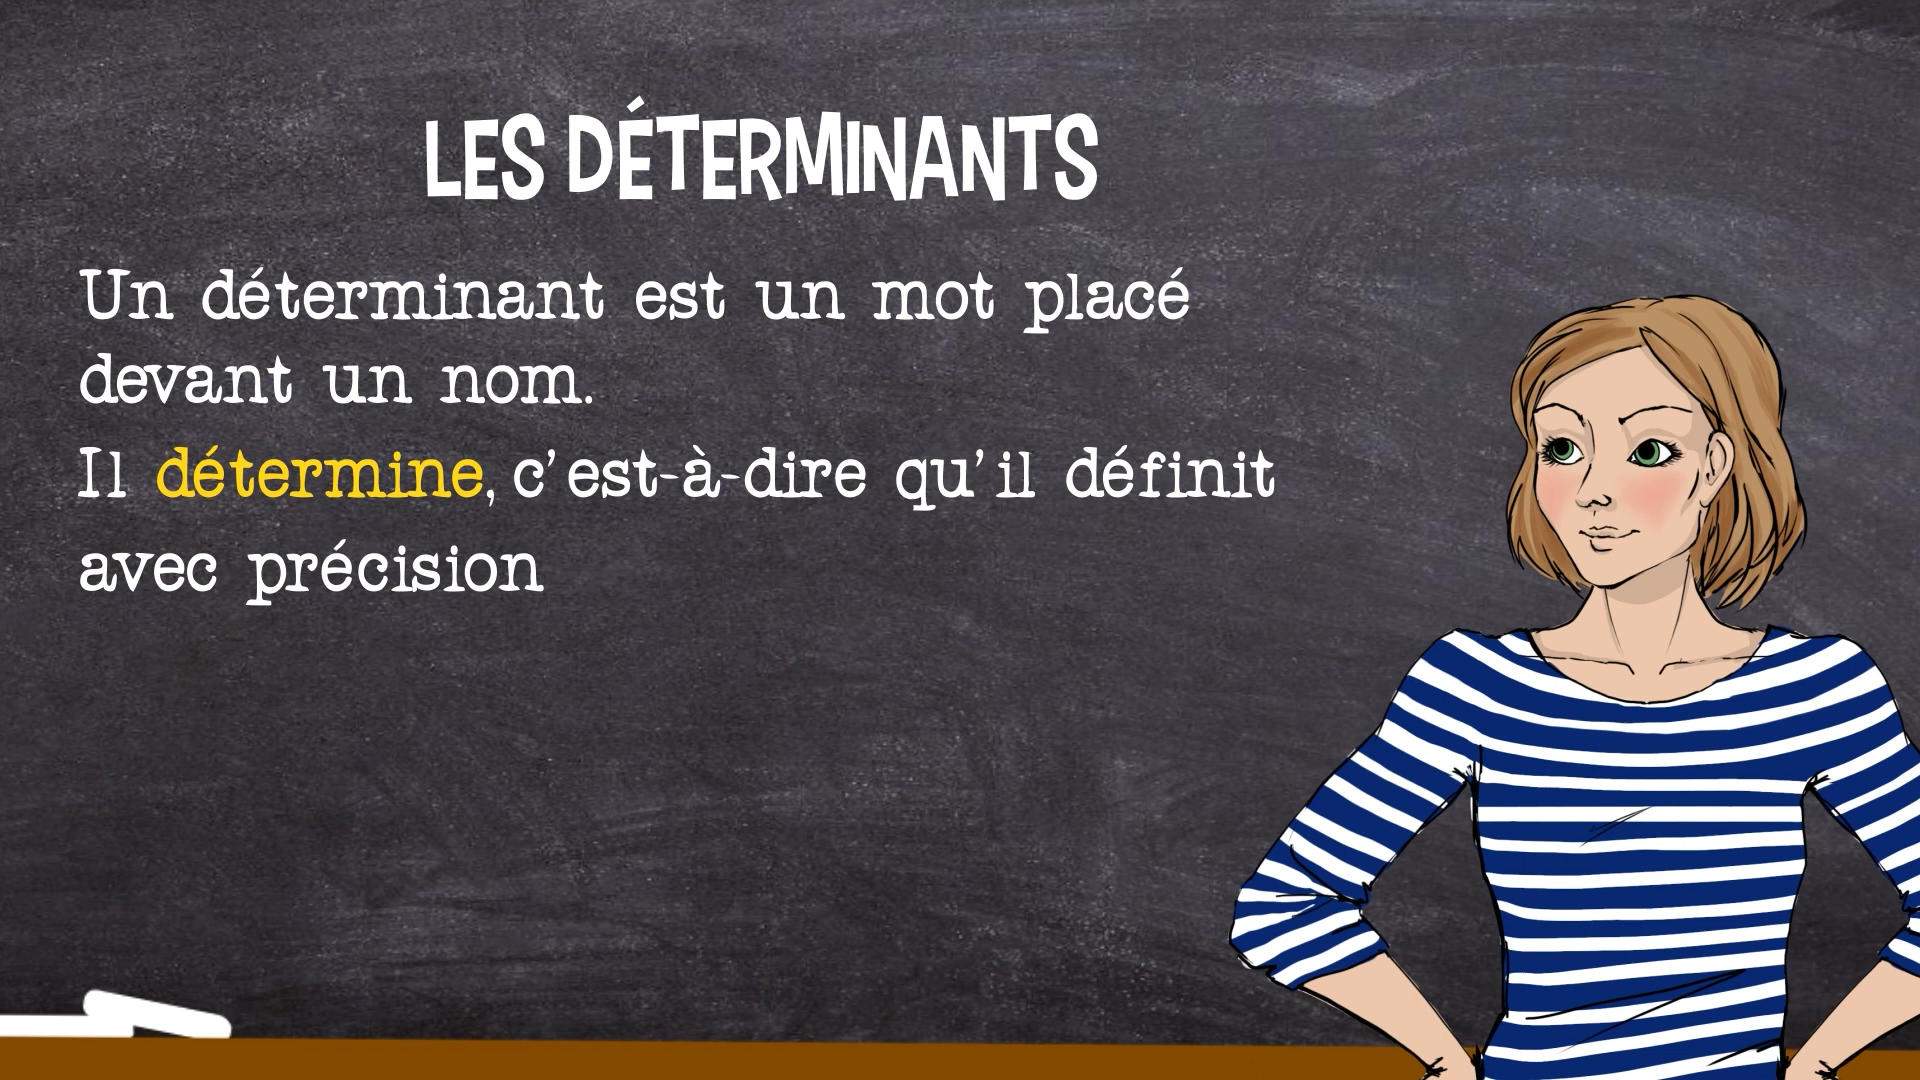 LES DÉTERMINANTS
Un déterminant est un mot placé
devant un nom.
Il détermine, c'est-à-dire qu'il définit
avec précision